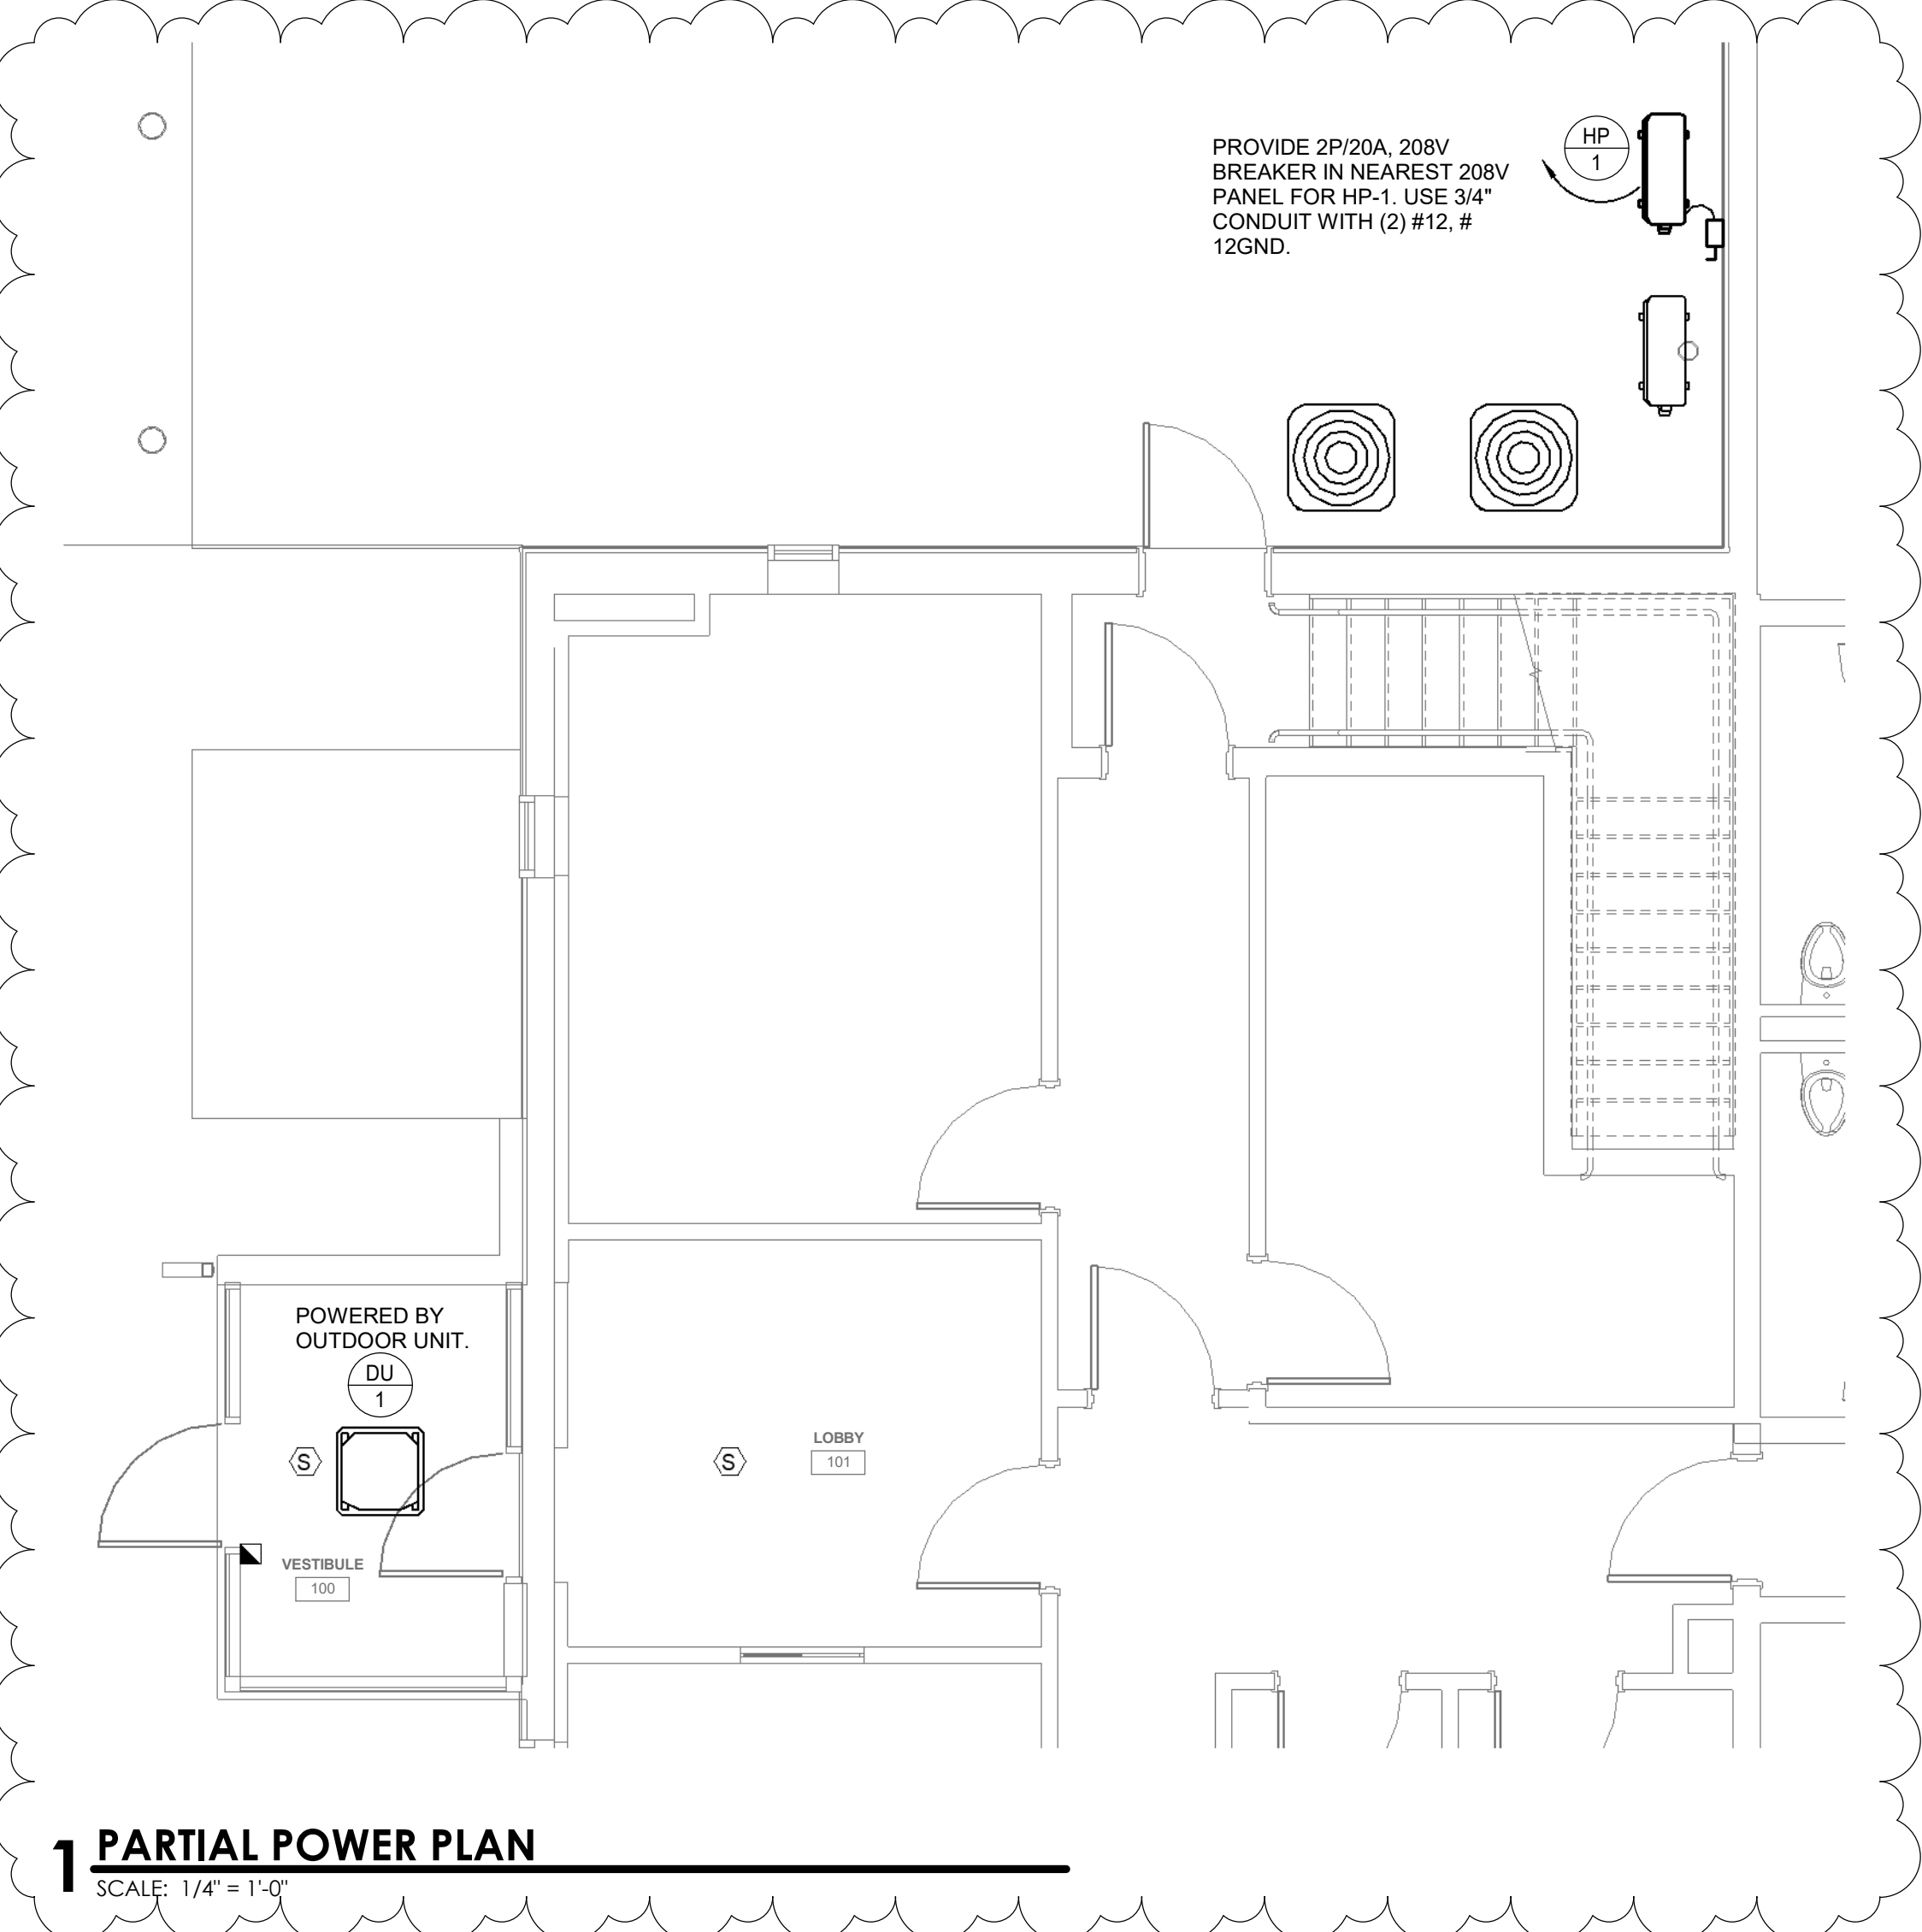 PROVIDE 2P/20A, 208V
BREAKER IN NEAREST 208V
PANEL FOR HP-1. USE 3/4"
CONDUIT WITH (2) #12, #
12GND.
HP
1
POWERED BY
OUTDOOR UNIT.
DU
1
S
S
LOBBY
101
VESTIBULE
100
1 PARTIAL POWER PLAN
SCALE: 1/4" = 1'-0"